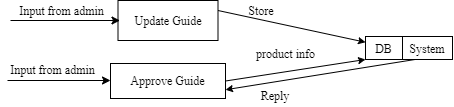 Input from admin
Update Guide
Store
DB
System
product info
Input from admin
Approve Guide
Reply